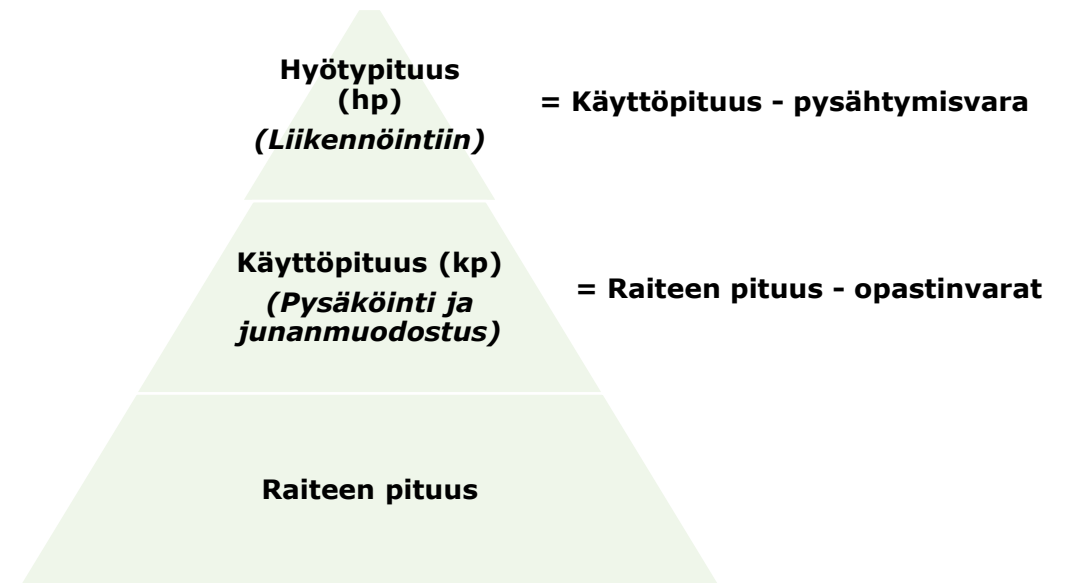 Hyötypituus
(hp)
(Liikennöintiin)
= Käyttöpituus - pysähtymisvara
Käyttöpituus (kp)
(Pysäköinti ja
junanmuodostus)
= Raiteen pituus - opastinvarat
Raiteen pituus